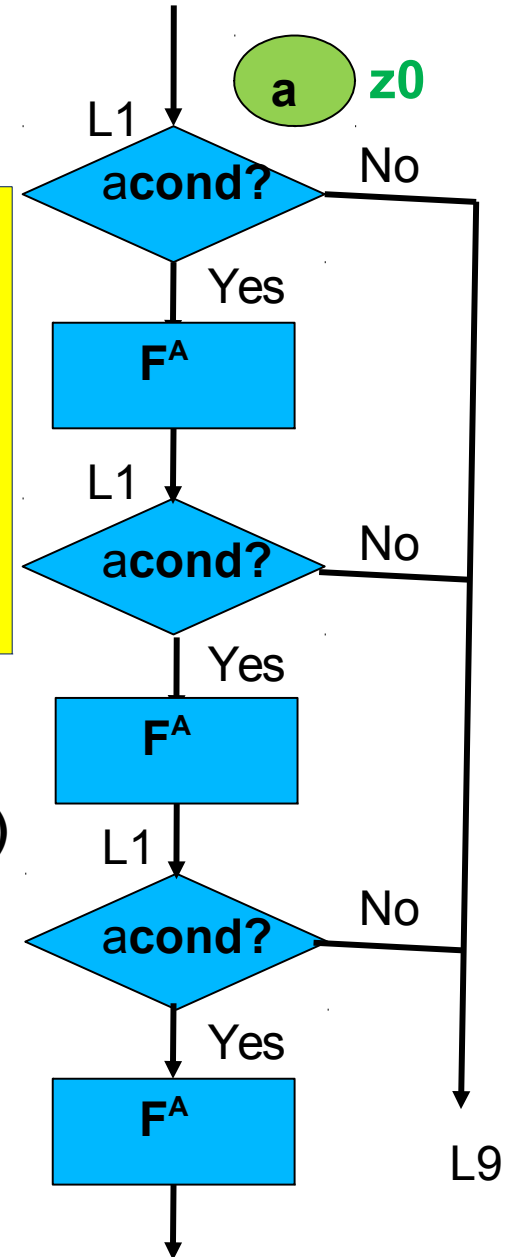 a z0
L1
acond? No
Yes
F^A
L1
acond? No
Yes
F^A
)
L1
acond? No
Yes
F^A
L9